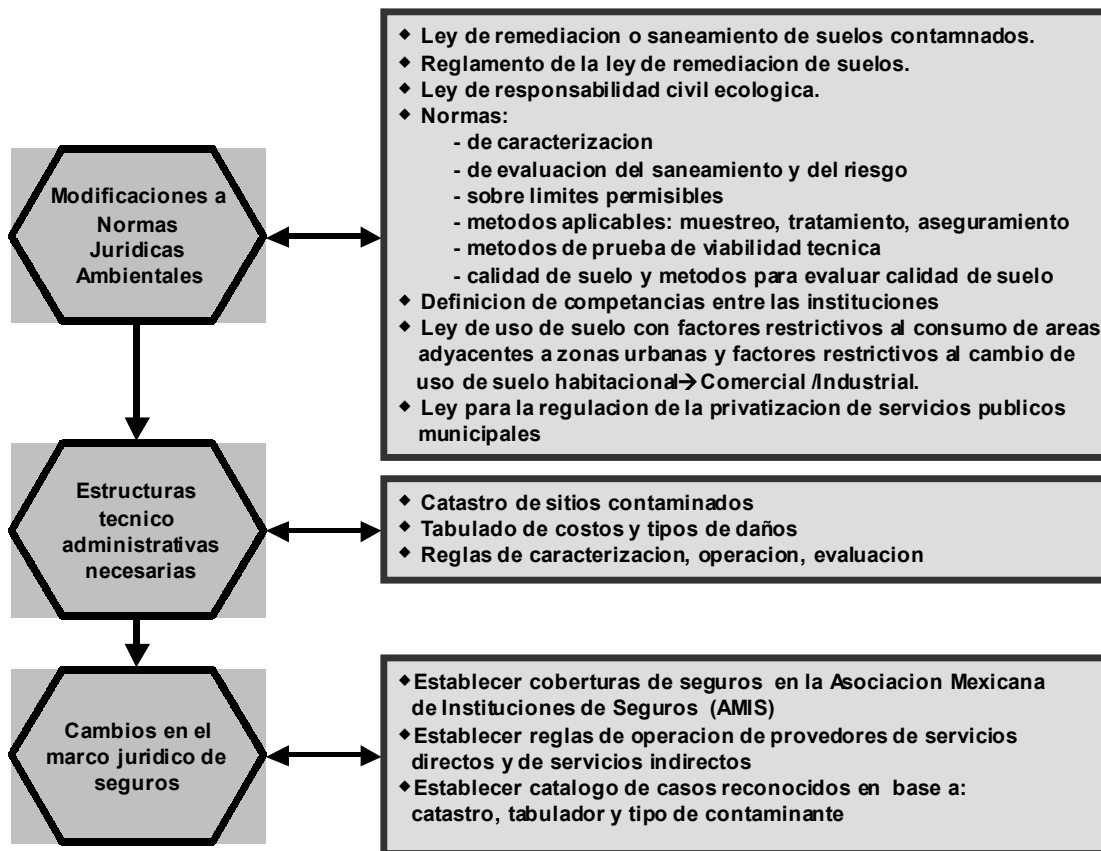 Modificaciones a
Normas
Juridicas
Ambientales
◆ Ley de remediacion o saneamiento de suelos contamnados.
◆ Reglamento de la ley de remediacion de suelos.
◆ Ley de responsabilidad civil ecologica.
◆ Normas:
- de caracterizacion
- de evaluacion del saneamiento y del riesgo
- sobre limites permisibles
- metodos aplicables: muestreo, tratamiento, aseguramiento
- metodos de prueba de viabilidad tecnica
- calidad de suelo y metodos para evaluar calidad de suelo
◆ Definicion de competancias entre las instituciones
◆ Ley de uso de suelo con factores restrictivos al consumo de areas
adyacentes a zonas urbanas y factores restrictivos al cambio de
uso de suelo habitacional→Comercial /Industrial.
◆ Ley para la regulacion de la privatizacion de servicios publicos
municipales
Estructuras
tecnico
administrativas
necesarias
◆ Catastro de sitios contaminados
◆ Tabulado de costos y tipos de daños
◆ Reglas de caracterizacion, operacion, evaluacion
Cambios en el
marco juridico de
seguros
◆Establecer coberturas de seguros en la Asociacion Mexicana
de Instituciones de Seguros (AMIS)
◆Establecer reglas de operacion de provedores de servicios
directos y de servicios indirectos
◆Establecer catalogo de casos reconocidos en base a:
catastro, tabulador y tipo de contaminante